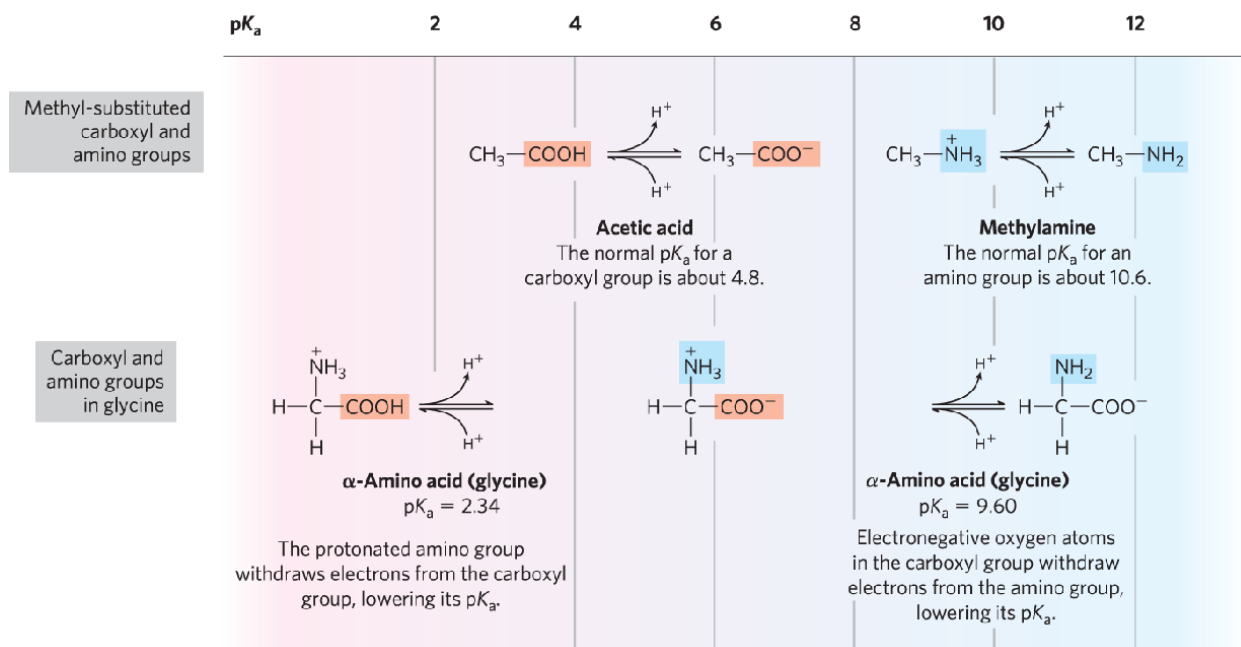 pKa 2 4 6 8 10 12
Methyl-substituted
carboxyl and
amino groups
H⁺ H⁺
CH₃—COOH CH₃—COO⁻ CH₃—N⁺H₃ CH₃—NH₂
H⁺ H⁺
Acetic acid
The normal pKa for a
carboxyl group is about 4.8.
Methylamine
The normal pKa for an
amino group is about 10.6.
Carboxyl and
amino groups
in glycine
N⁺H₃ H⁺ N⁺H₃ H⁺ NH₂
H—C—COOH H—C—COO⁻ H—C—COO⁻
H H⁺ H H⁺ H
α-Amino acid (glycine)
pKa = 2.34
The protonated amino group
withdraws electrons from the carboxyl
group, lowering its pKa.
α-Amino acid (glycine)
pKa = 9.60
Electronegative oxygen atoms
in the carboxyl group withdraw
electrons from the amino group,
lowering its pKa.